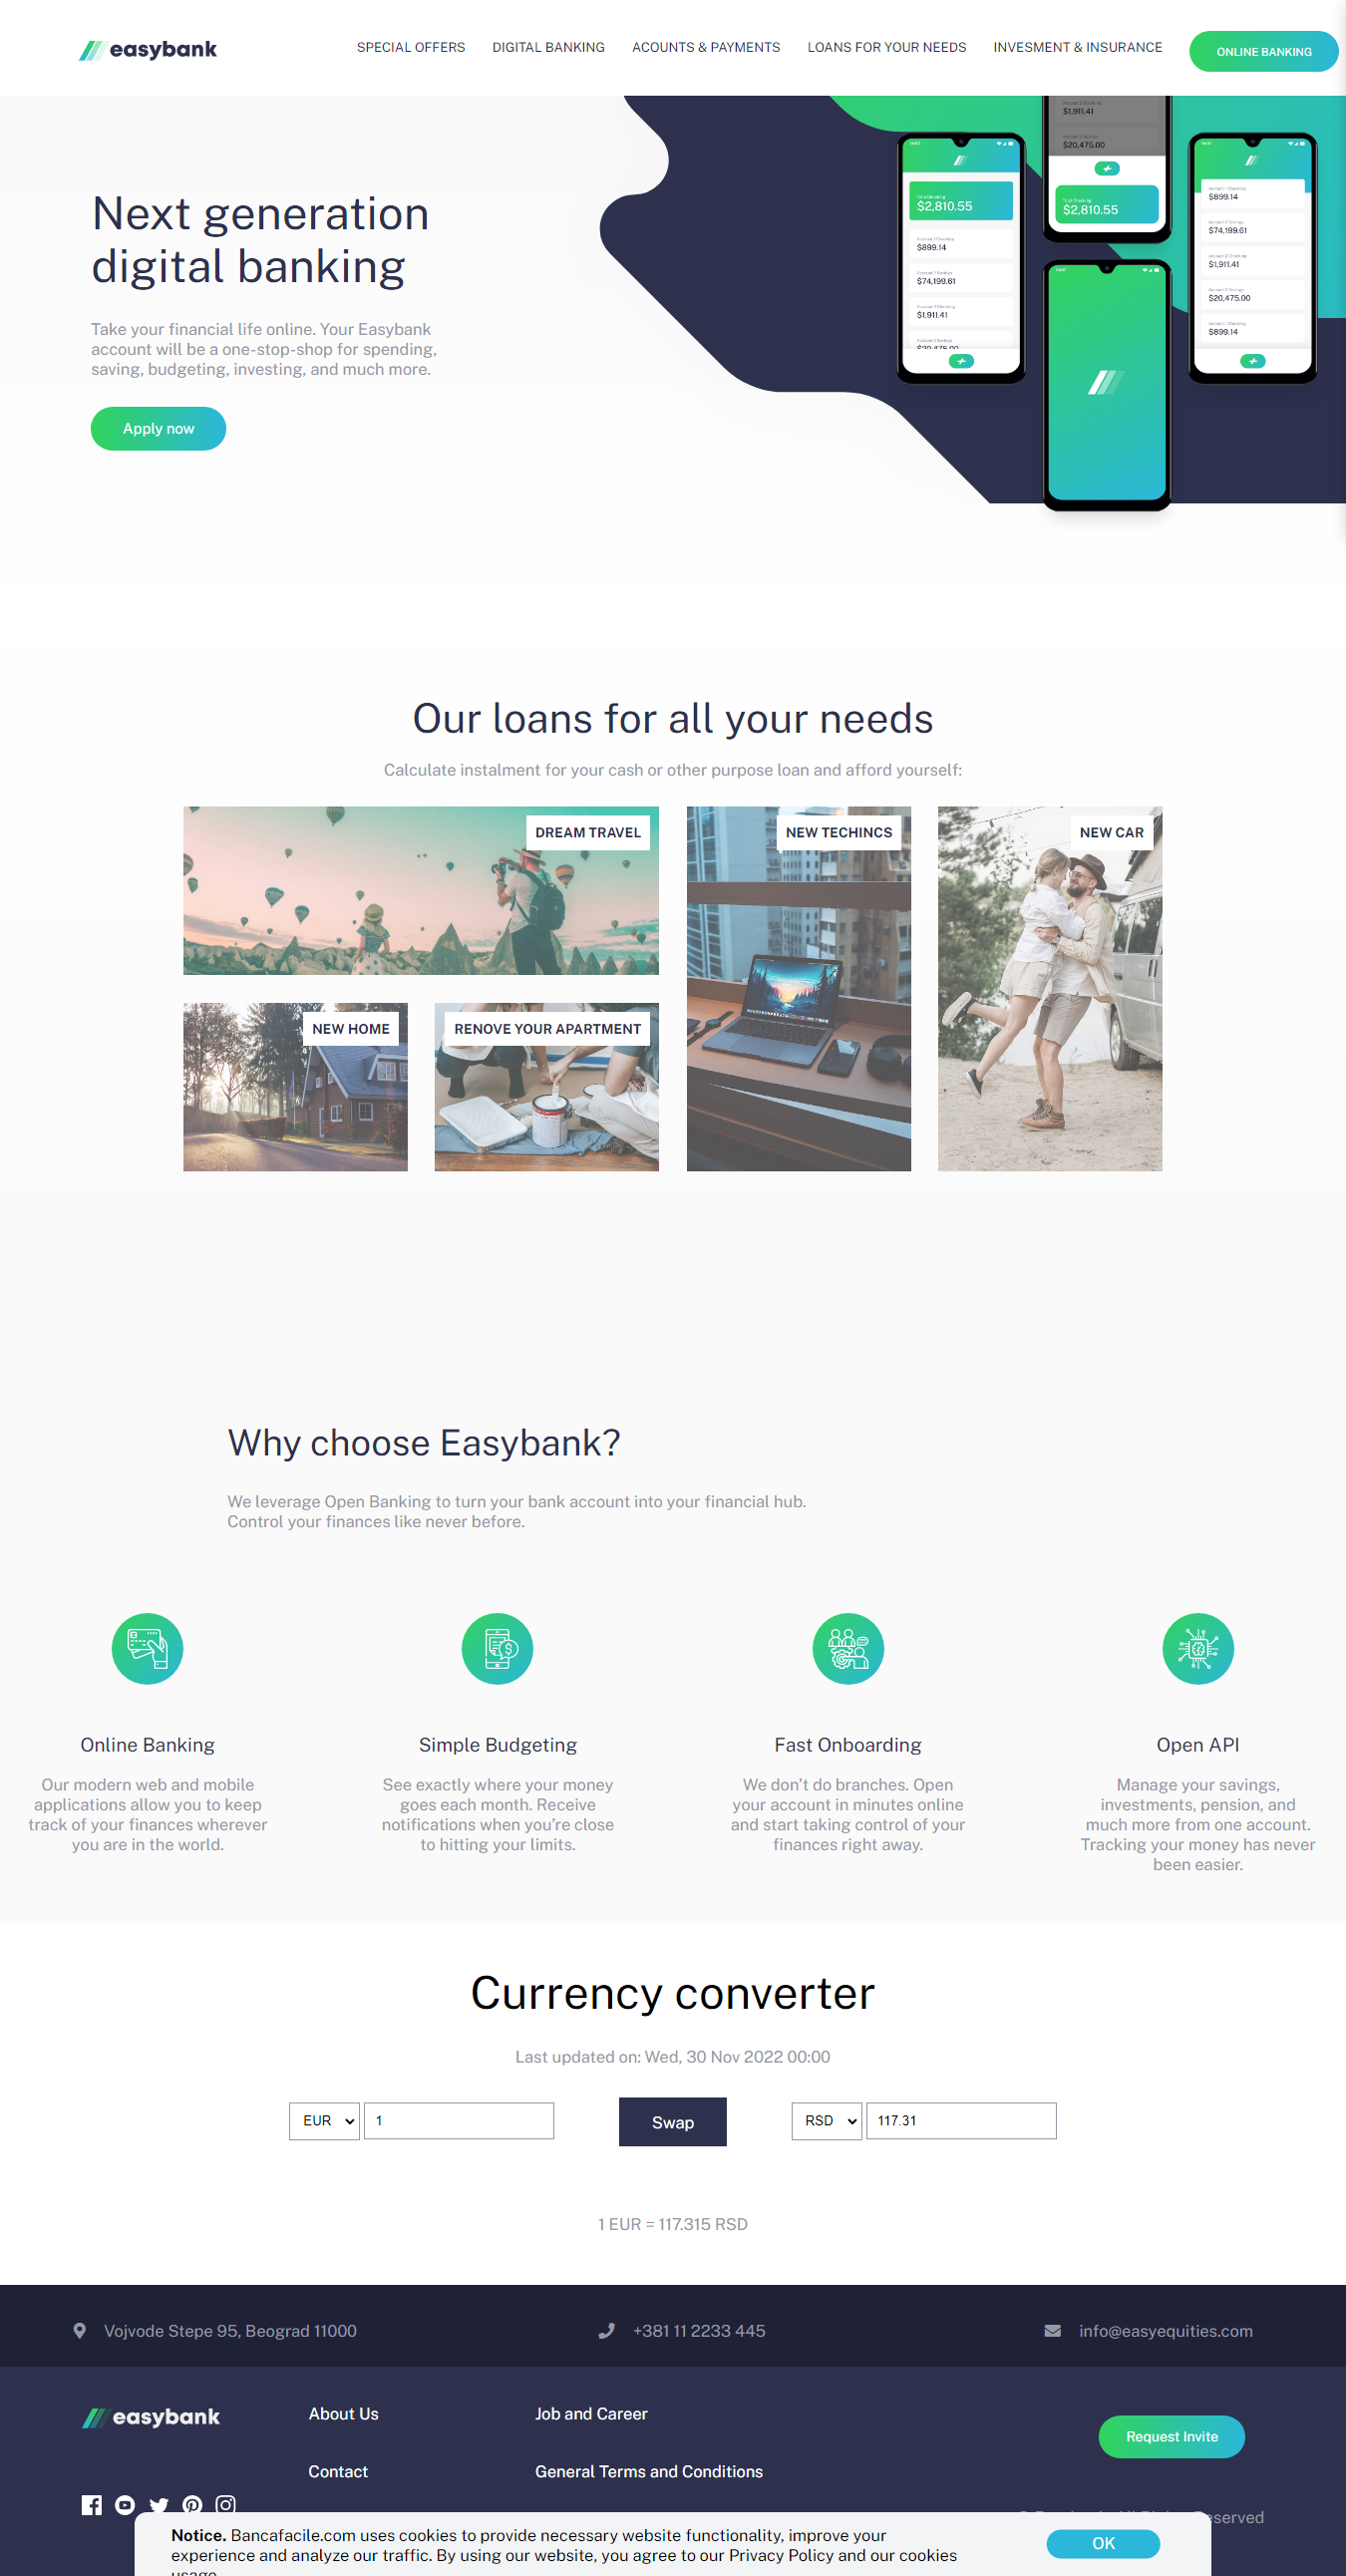 easybank
SPECIAL OFFERS
DIGITAL BANKING
ACOUNTS & PAYMENTS
LOANS FOR YOUR NEEDS
INVESMENT & INSURANCE
ONLINE BANKING
Next generation
digital banking
Take your financial life online. Your Easybank
account will be a one-stop-shop for spending,
saving, budgeting, investing, and much more.
Apply now
$2,810.55
$899.14
$74,199.61
$1,911.41
$1,911.41
$20,475.00
$2,810.55
$899.14
$74,199.61
$1,911.41
$20,475.00
$899.14
Our loans for all your needs
Calculate instalment for your cash or other purpose loan and afford yourself:
DREAM TRAVEL
NEW TECHINCS
NEW CAR
NEW HOME
RENOVE YOUR APARTMENT
Why choose Easybank?
We leverage Open Banking to turn your bank account into your financial hub.
Control your finances like never before.
Online Banking
Our modern web and mobile
applications allow you to keep
track of your finances wherever
you are in the world.
Simple Budgeting
See exactly where your money
goes each month. Receive
notifications when you’re close
to hitting your limits.
Fast Onboarding
We don’t do branches. Open
your account in minutes online
and start taking control of your
finances right away.
Open API
Manage your savings,
investments, pension, and
much more from one account.
Tracking your money has never
been easier.
Currency converter
Last updated on: Wed, 30 Nov 2022 00:00
EUR
1
Swap
RSD
117.31
1 EUR = 117.315 RSD
Vojvode Stepe 95, Beograd 11000
+381 11 2233 445
info@easyequities.com
easybank
About Us
Job and Career
Request Invite
Contact
General Terms and Conditions
Notice. Bancafacile.com uses cookies to provide necessary website functionality, improve your
experience and analyze our traffic. By using our website, you agree to our Privacy Policy and our cookies
OK